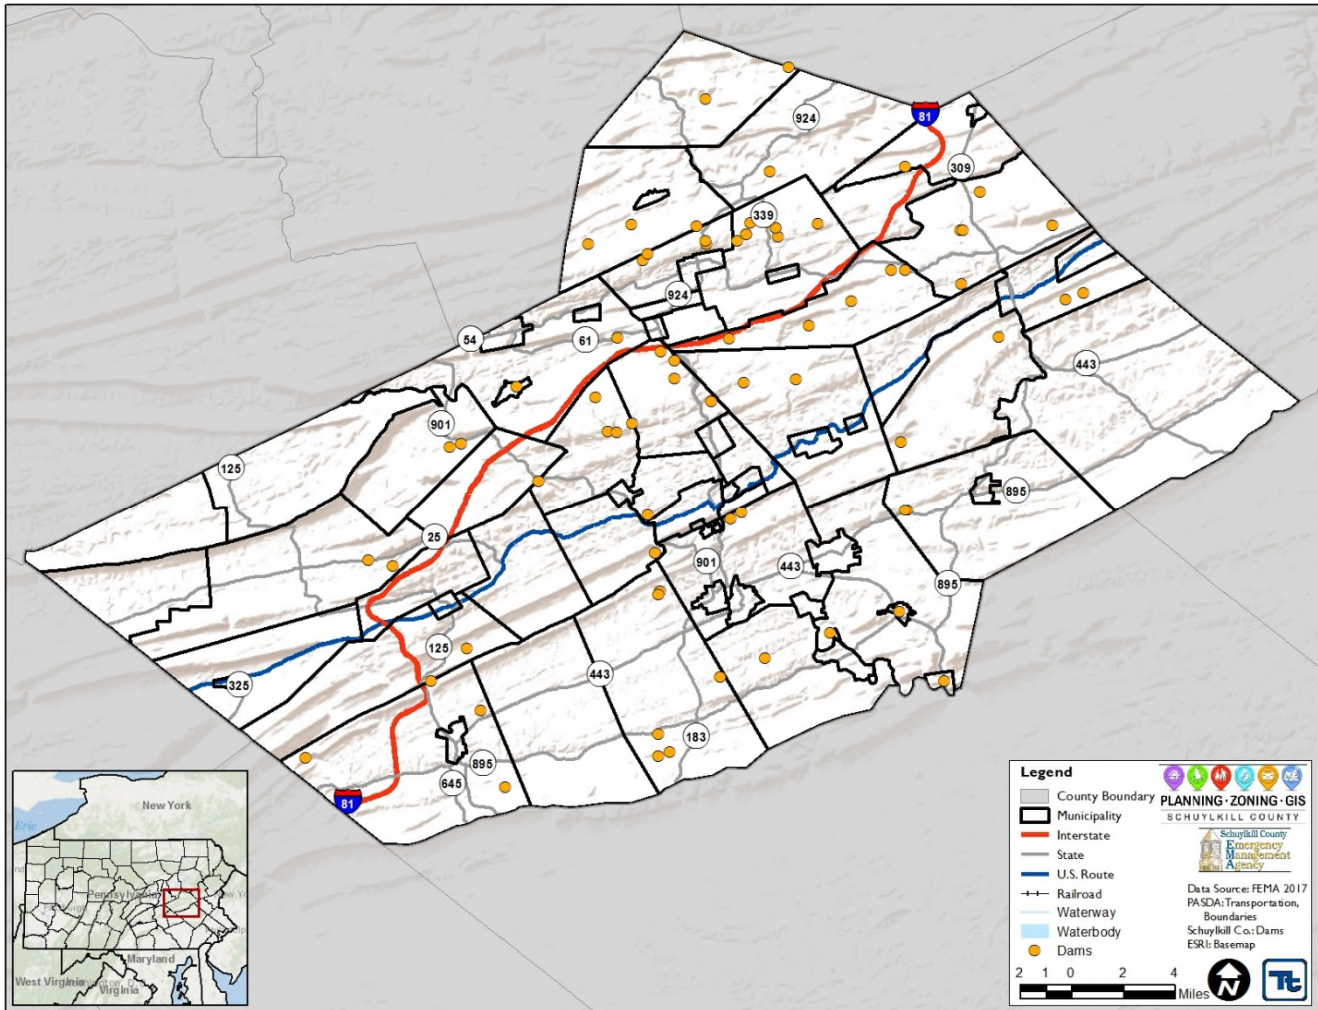 924
81
309
339
924
54
61
443
901
125
895
25
901
443
895
125
443
325
183
895
645
81
New York
Erie
Pennsylvania
Maryland
West Virginia
Virginia
Legend
County Boundary
Municipality
Interstate
State
U.S. Route
Railroad
Waterway
Waterbody
Dams
2 1 0 2 4
Miles
PLANNING·ZONING·GIS
SCHUYLKILL COUNTY
Schuylkill County
Emergency
Management
Agency
Data Source: FEMA 2017
PASDA: Transportation,
Boundaries
Schuylkill Co.: Dams
ESRI: Basemap
N
Tt